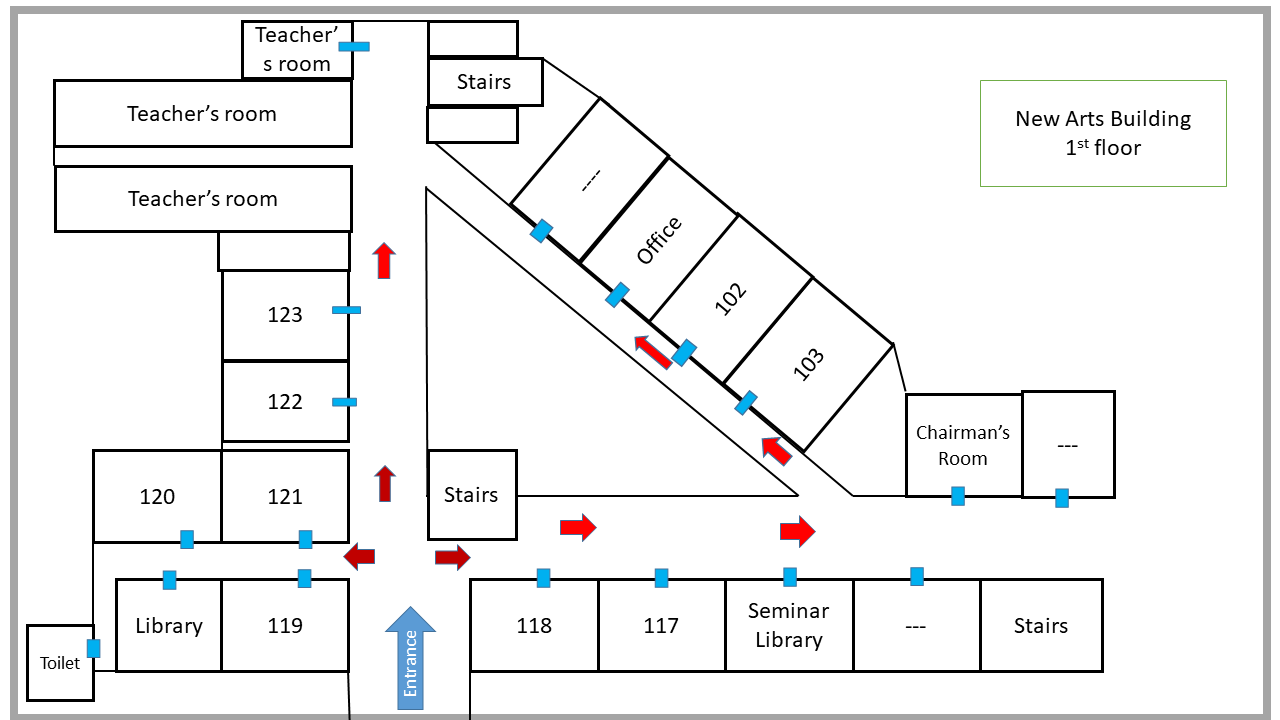 Teacher’
s room
Stairs
Teacher’s room
New Arts Building
1st floor
----
Teacher’s room
Office
102
123
103
122
Chairman’s
Room
---
120
121
Stairs
Library
119
Entrance
118
117
Seminar
Library
---
Stairs
Toilet